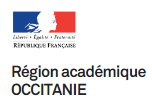 Liberté • Égalité • Fraternité
RÉPUBLIQUE FRANÇAISE
Région académique
OCCITANIE